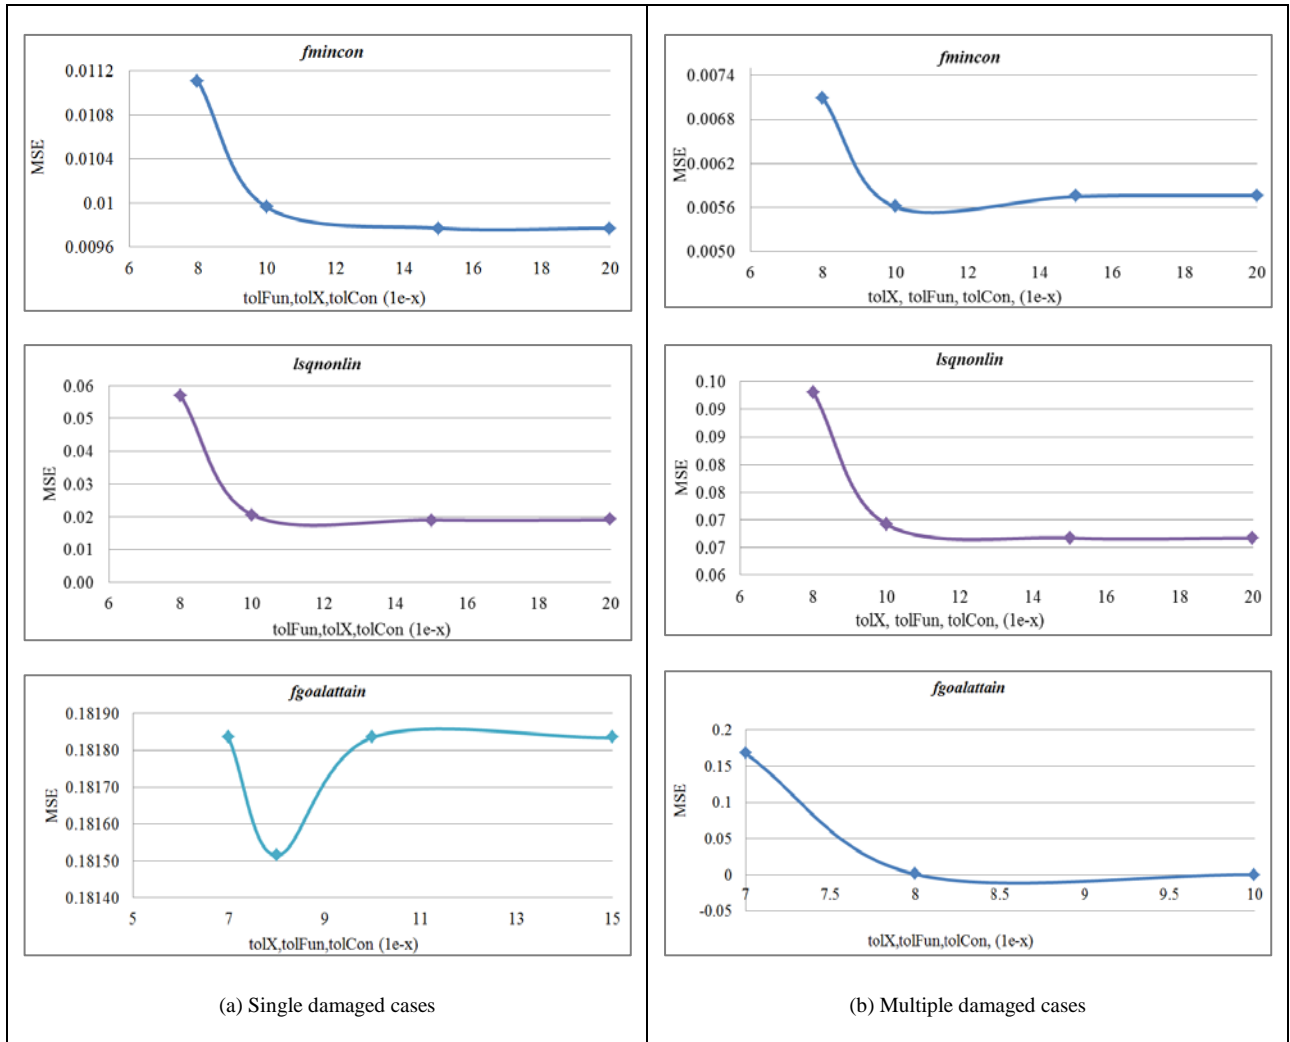 fmincon
0.0112
0.0108
0.0104
0.01
0.0096
MSE
6 8 10 12 14 16 18 20
tolFun,tolX,tolCon (1e-x)
lsqnonlin
0.06
0.05
0.04
0.03
0.02
0.01
0.00
MSE
6 8 10 12 14 16 18 20
tolFun,tolX,tolCon (1e-x)
fgoalattain
0.18190
0.18180
0.18170
0.18160
0.18150
0.18140
MSE
5 7 9 11 13 15
tolX,tolFun,tolCon (1e-x)
(a) Single damaged cases
fmincon
0.0074
0.0068
0.0062
0.0056
0.0050
MSE
6 8 10 12 14 16 18 20
tolX, tolFun, tolCon, (1e-x)
lsqnonlin
0.10
0.09
0.09
0.08
0.08
0.07
0.07
0.06
MSE
6 8 10 12 14 16 18 20
tolX, tolFun, tolCon, (1e-x)
fgoalattain
0.2
0.15
0.1
0.05
0
-0.05
MSE
7 7.5 8 8.5 9 9.5 10
tolX,tolFun,tolCon, (1e-x)
(b) Multiple damaged cases